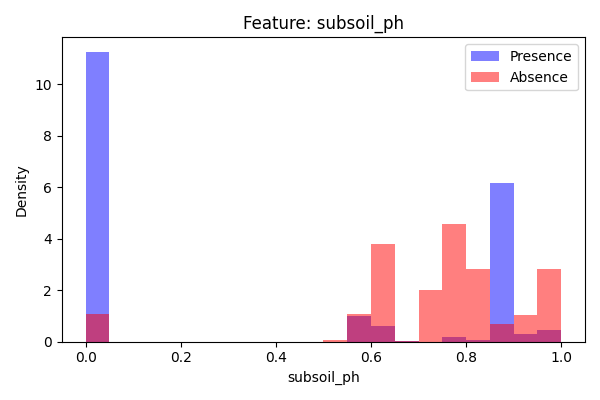 Feature: subsoil_ph
Presence
Absence
Density
10
8
6
4
2
0
0.0 0.2 0.4 0.6 0.8 1.0
subsoil_ph